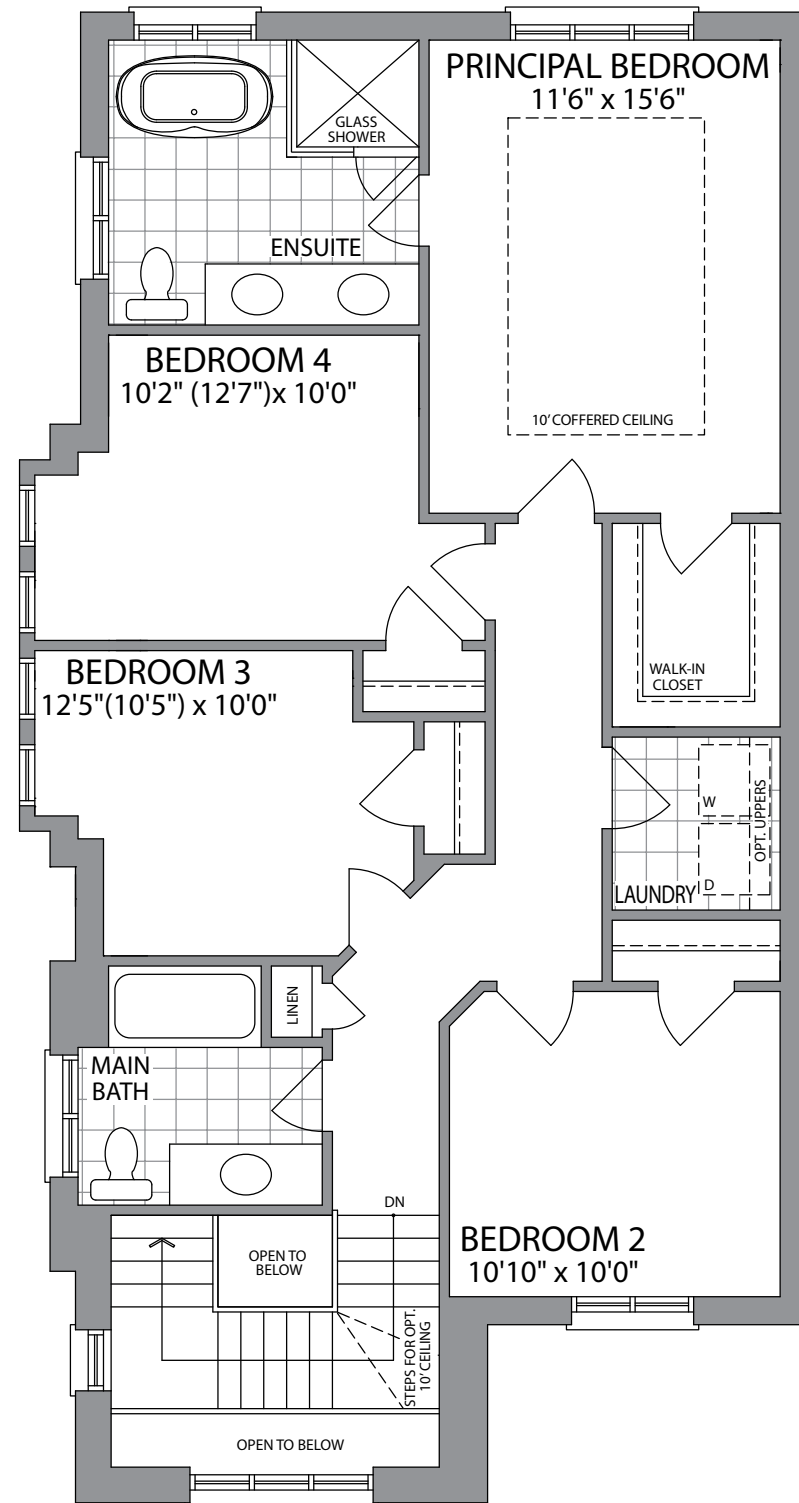 PRINCIPAL BEDROOM
11'6" x 15'6"
GLASS
SHOWER
ENSUITE
BEDROOM 4
10'2" (12'7")x 10'0"
10' COFFERED CEILING
BEDROOM 3
12'5"(10'5") x 10'0"
WALK-IN
CLOSET
W
D
OPT. UPPERS
LAUNDRY
LINEN
MAIN
BATH
DN
OPEN TO
BELOW
BEDROOM 2
10'10" x 10'0"
STEPS FOR OPT.
10' CEILING
OPEN TO BELOW